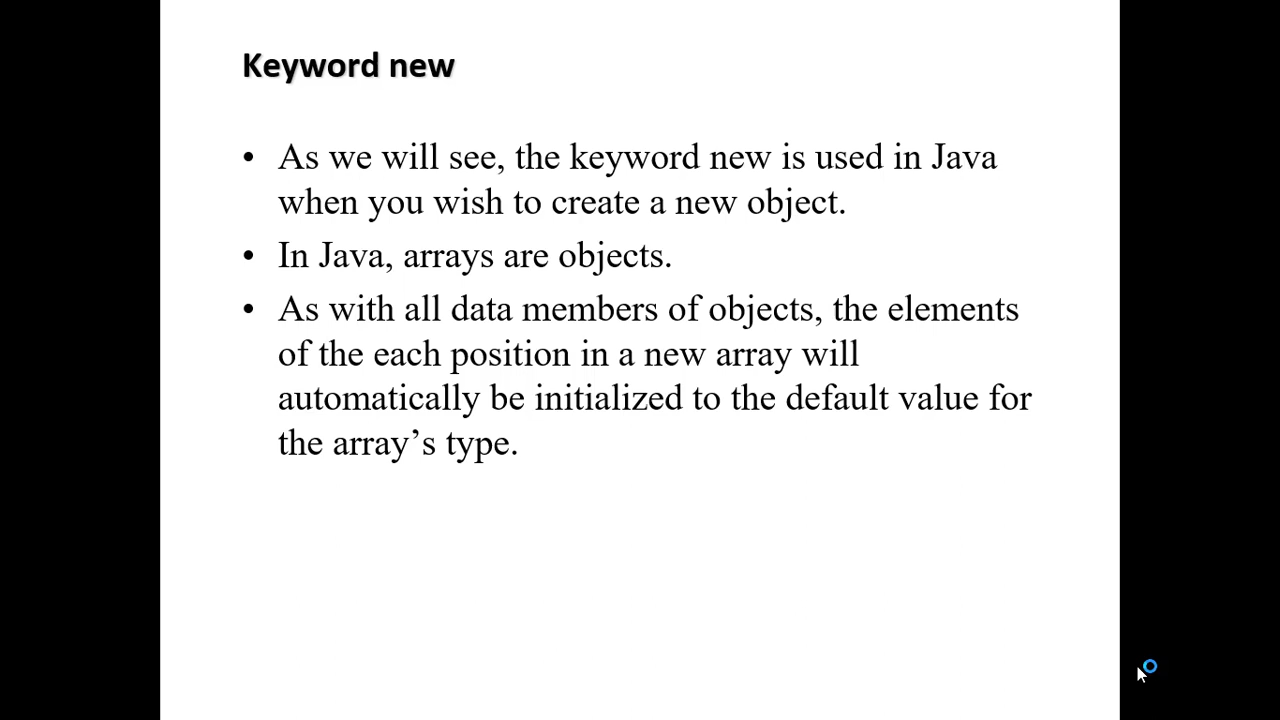 Keyword new
• As we will see, the keyword new is used in Java
when you wish to create a new object.
• In Java, arrays are objects.
• As with all data members of objects, the elements
of the each position in a new array will
automatically be initialized to the default value for
the array’s type.